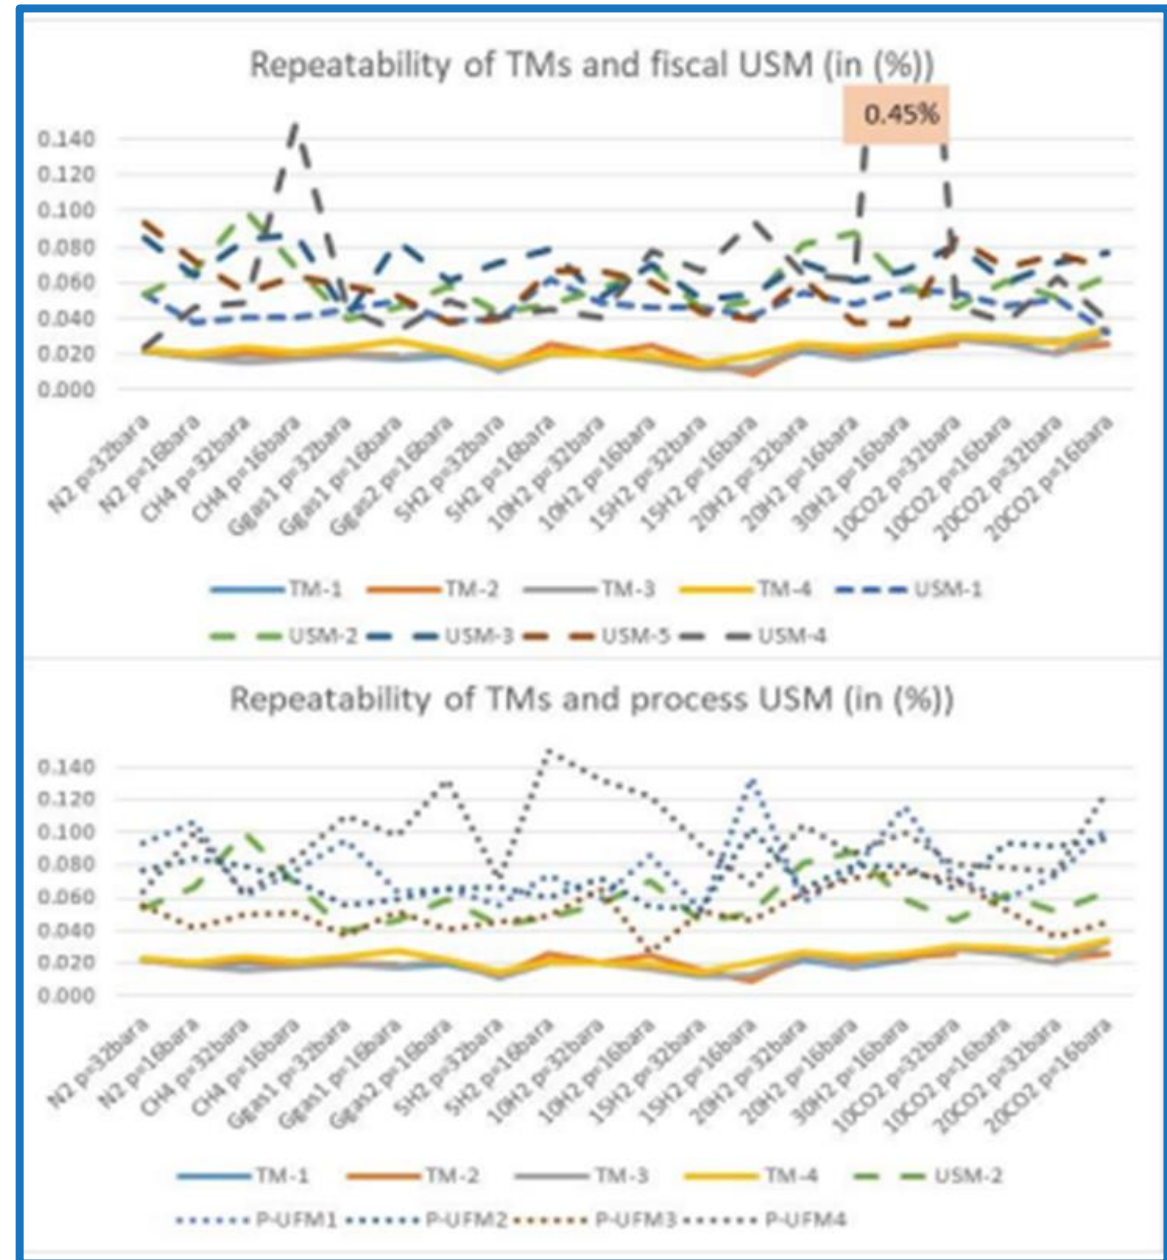 Repeatability of TMs and fiscal USM (in (%))
0.45%
0.140
0.120
0.100
0.080
0.060
0.040
0.020
0.000
N2 p=32bara
N2 p=16bara
CH4 p=32bara
CH4 p=16bara
Ggas1 p=32bara
Ggas1 p=16bara
Ggas2 p=16bara
5H2 p=32bara
5H2 p=16bara
10H2 p=32bara
10H2 p=16bara
15H2 p=32bara
15H2 p=16bara
20H2 p=32bara
20H2 p=16bara
30H2 p=16bara
10CO2 p=32bara
10CO2 p=16bara
20CO2 p=32bara
20CO2 p=16bara
TM-1 TM-2 TM-3 TM-4 USM-1
USM-2 USM-3 USM-5 USM-4
Repeatability of TMs and process USM (in (%))
0.140
0.120
0.100
0.080
0.060
0.040
0.020
0.000
N2 p=32bara
N2 p=16bara
CH4 p=32bara
CH4 p=16bara
Ggas1 p=32bara
Ggas1 p=16bara
Ggas2 p=16bara
5H2 p=32bara
5H2 p=16bara
10H2 p=32bara
10H2 p=16bara
15H2 p=32bara
15H2 p=16bara
20H2 p=32bara
20H2 p=16bara
30H2 p=16bara
10CO2 p=32bara
10CO2 p=16bara
20CO2 p=32bara
20CO2 p=16bara
TM-1 TM-2 TM-3 TM-4 USM-2
P-UFM1 P-UFM2 P-UFM3 P-UFM4